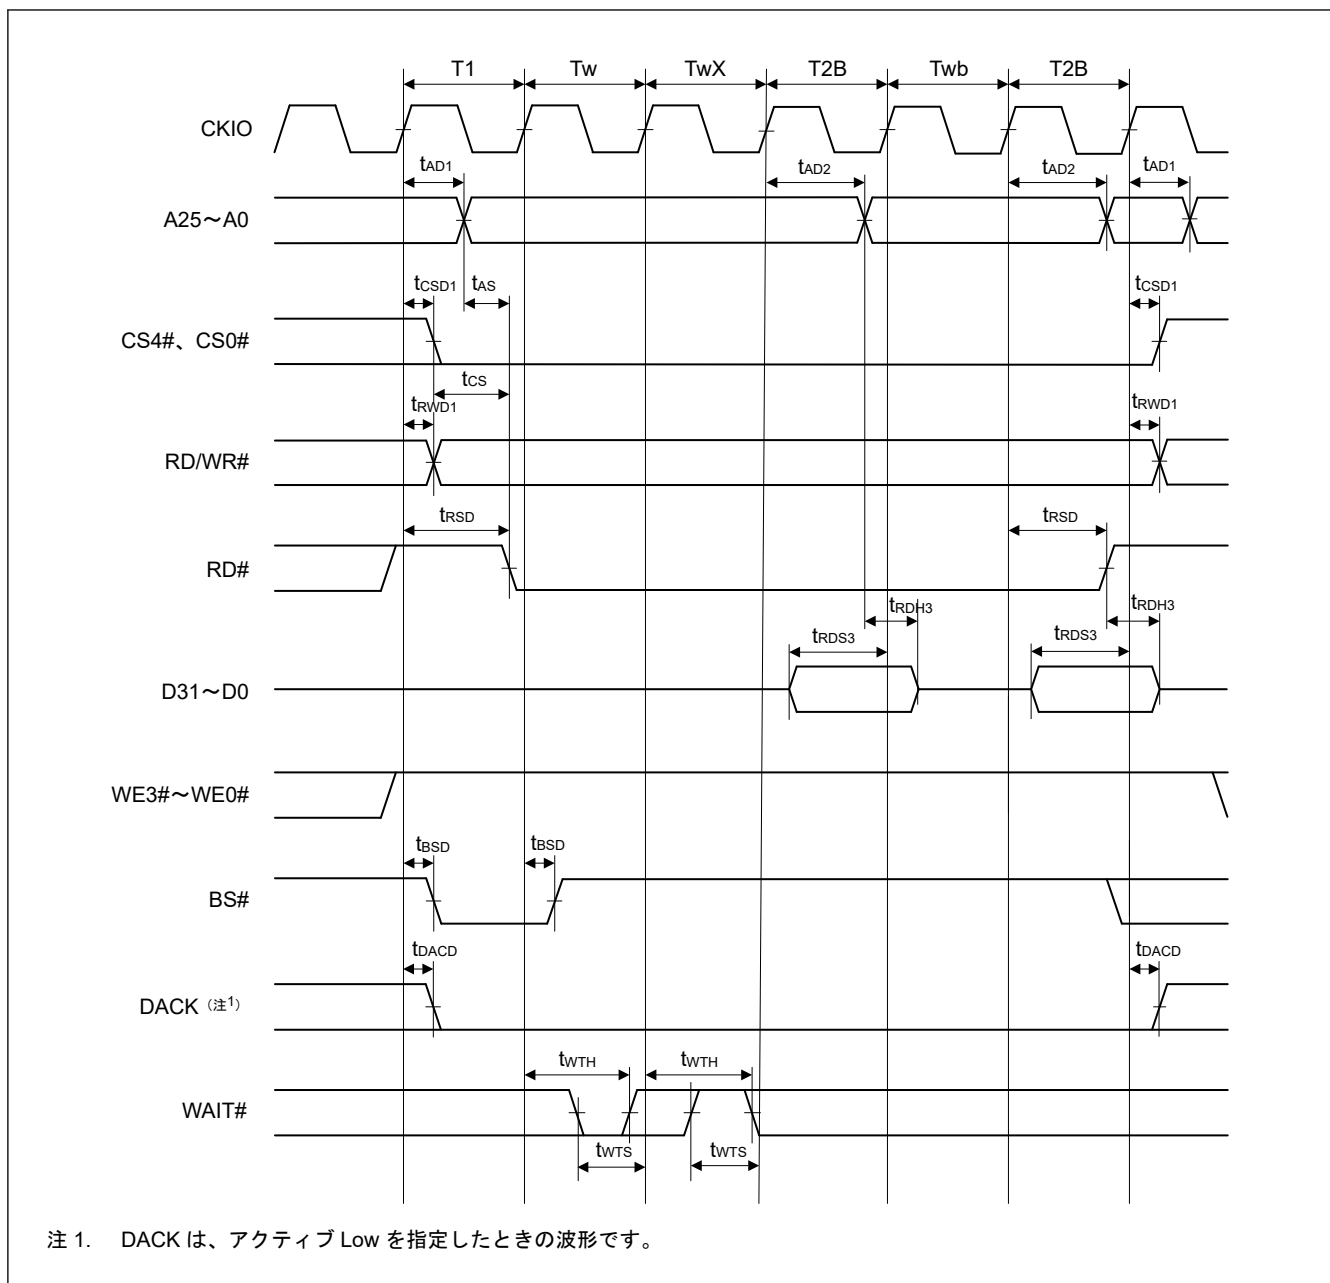 T1 Tw TwX T2B Twb T2B
CKIO
tAD1 tAD2 tAD2 tAD1
A25～A0
tCSD1 tAS tCSD1
CS4#、CS0#
tCS
tRWD1 tRWD1
RD/WR#
tRSD tRSD
RD#
tRDH3 tRDH3
tRDS3 tRDS3
D31～D0
WE3#～WE0#
tBSD tBSD
BS#
tDACD tDACD
DACK（注1）
tWTH tWTH
WAIT#
tWTS tWTS
注 1. DACK は、アクティブ Low を指定したときの波形です。